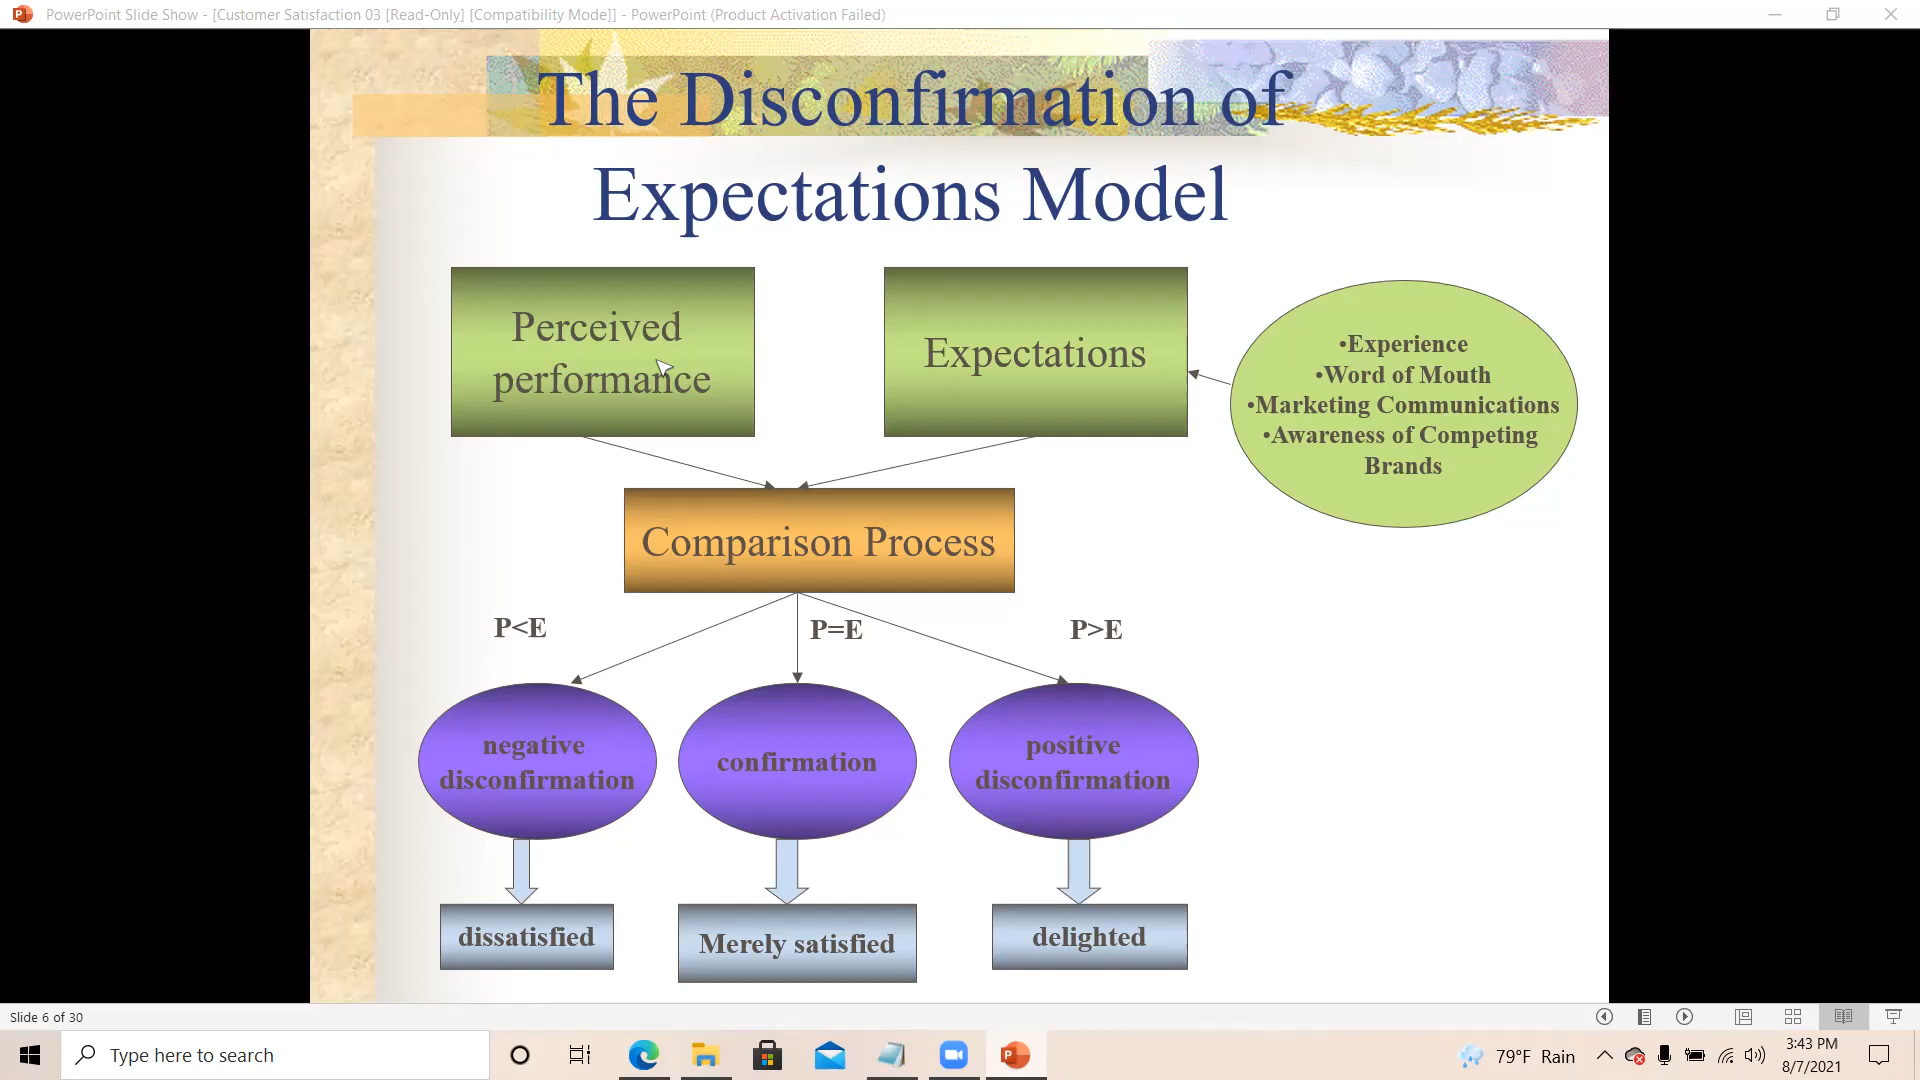 PowerPoint Slide Show - [Customer Satisfaction 03 [Read-Only] [Compatibility Mode]] - PowerPoint (Product Activation Failed)
The Disconfirmation of
Expectations Model
Perceived
performance
Expectations
•Experience
•Word of Mouth
•Marketing Communications
•Awareness of Competing
Brands
Comparison Process
P<E
P=E
P>E
negative
disconfirmation
confirmation
positive
disconfirmation
dissatisfied
Merely satisfied
delighted
Slide 6 of 30
Type here to search
79°F Rain
3:43 PM
8/7/2021